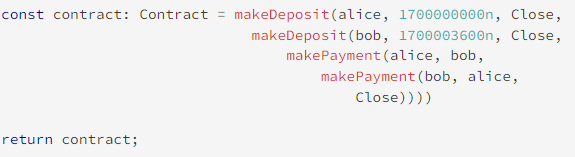 const contract: Contract = makeDeposit(alice, 1700000000n, Close,
makeDeposit(bob, 1700003600n, Close,
makePayment(alice, bob,
makePayment(bob, alice,
Close))))
return contract;